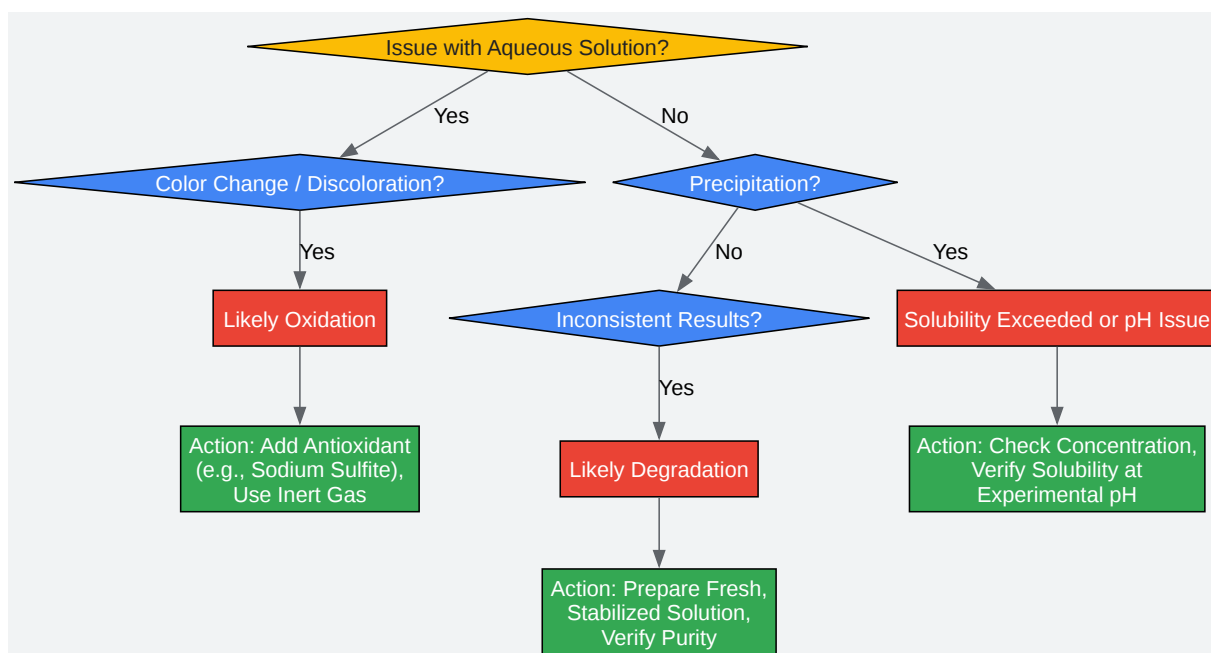 Issue with Aqueous Solution?
Yes
No
Color Change / Discoloration?
Precipitation?
Yes
No
Yes
Likely Oxidation
Inconsistent Results?
Solubility Exceeded or pH Issue
Yes
Action: Add Antioxidant
(e.g., Sodium Sulfite),
Use Inert Gas
Likely Degradation
Action: Check Concentration,
Verify Solubility at
Experimental pH
Action: Prepare Fresh,
Stabilized Solution,
Verify Purity